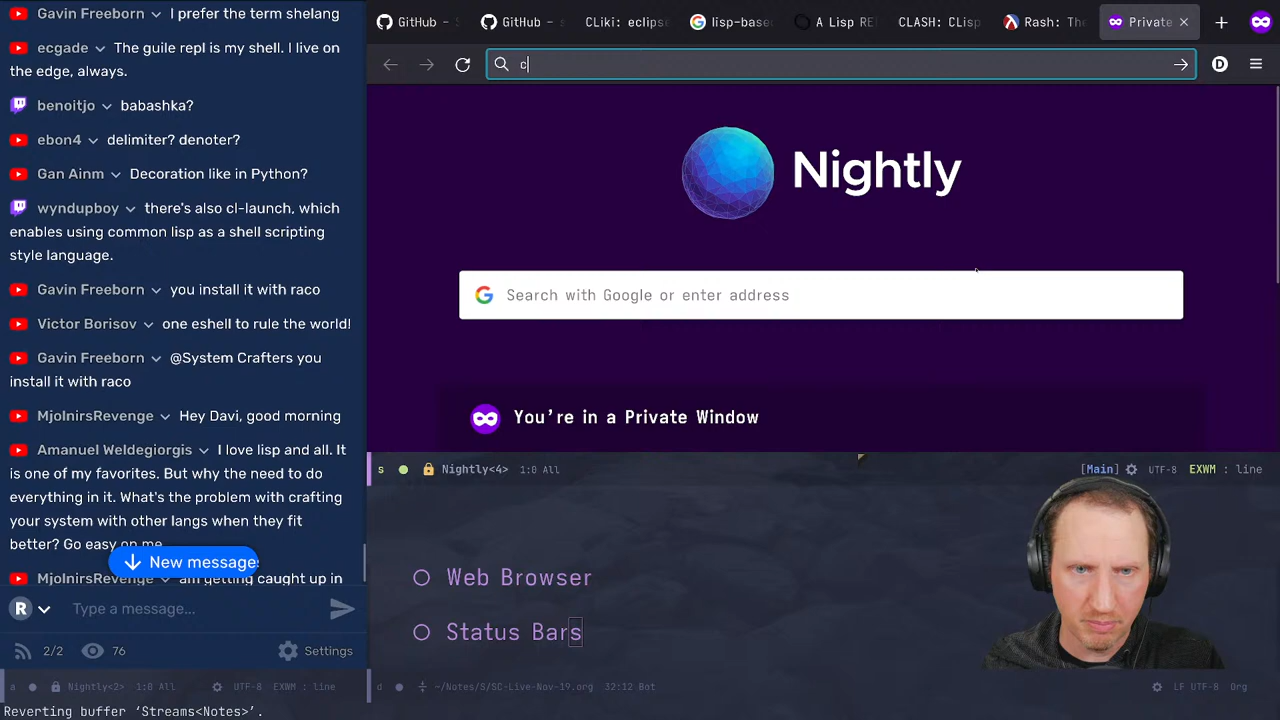 Gavin Freeborn I prefer the term shelang
ecgade The guile repl is my shell. I live on
the edge, always.
benoitjo babashka?
ebon4 delimiter? denoter?
Gan Ainm Decoration like in Python?
wyndupboy there's also cl-launch, which
enables using common lisp as a shell scripting
style language.
Gavin Freeborn you install it with raco
Victor Borisov one eshell to rule the world!
Gavin Freeborn @System Crafters you
install it with raco
MjolnirsRevenge Hey Davi, good morning
Amanuel Weldegiorgis I love lisp and all. It
is one of my favorites. But why the need to do
everything in it. What's the problem with crafting
your system with other langs when they fit
better? Go easy on me
New message
MjolnirsRevenge am getting caught up in
R Type a message...
2/2 76 Settings
s Nightly<2> 1:0 All UTF-8 EXWM : line
Reverting buffer ‘Streams<Notes>’.
GitHub - S GitHub - s CLiki: eclips lisp-base A Lisp RE CLASH: CLisp Rash: The Private
c D
Nightly
Search with Google or enter address
You’re in a Private Window
s Nightly<4> 1:0 All [Main] UTF-8 EXWM : line
Web Browser
Status Bars
d ~/Notes/S/SC-Live-Nov-19.org 32:12 Bot LF UTF-8 Org